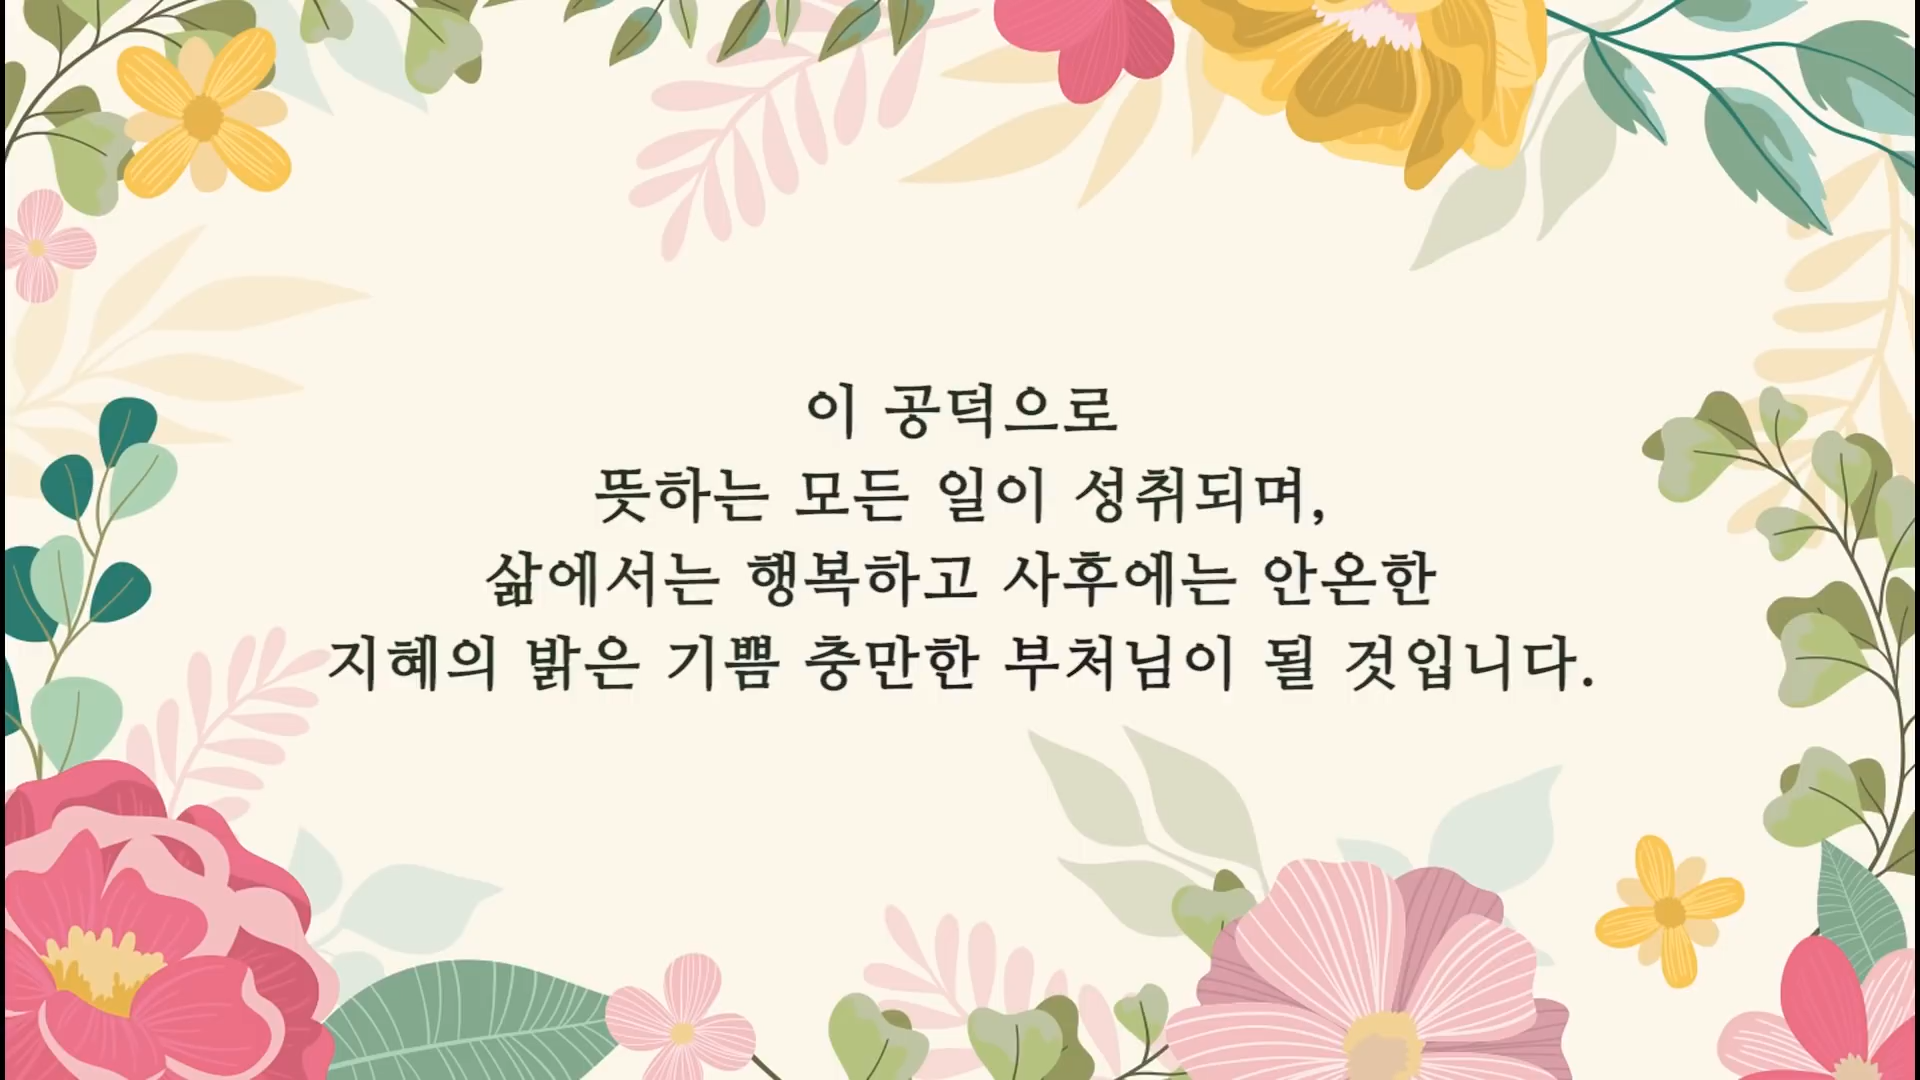 이 공덕으로
뜻하는 모든 일이 성취되며,
삶에서는 행복하고 사후에는 안온한
지혜의 밝은 기쁨 충만한 부처님이 될 것입니다.